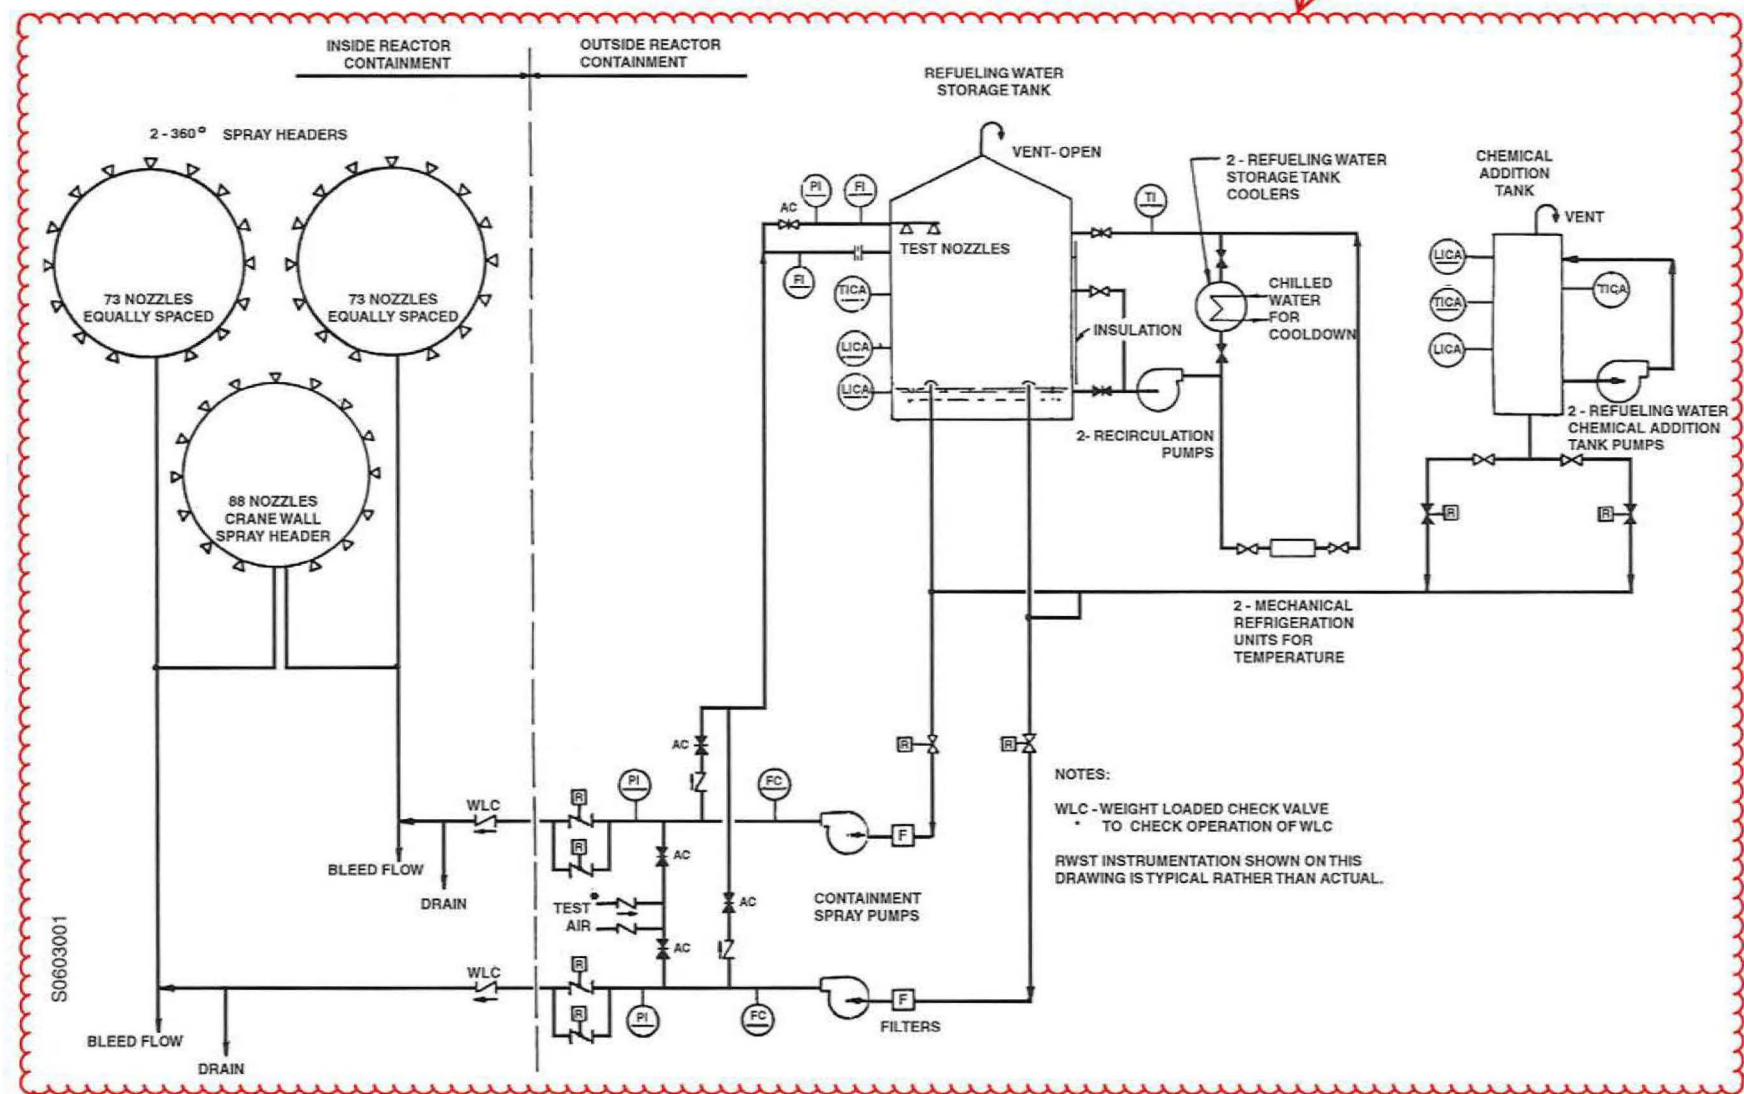 INSIDE REACTOR
CONTAINMENT
OUTSIDE REACTOR
CONTAINMENT
REFUELING WATER
STORAGE TANK
2 - 360° SPRAY HEADERS
VENT- OPEN
2 - REFUELING WATER
STORAGE TANK
COOLERS
CHEMICAL
ADDITION
TANK
VENT
PI
FI
AC
TI
TEST NOZZLES
FI
LICA
TICA
TICA
LICA
TICA
LICA
LICA
73 NOZZLES
EQUALLY SPACED
73 NOZZLES
EQUALLY SPACED
CHILLED
WATER
FOR
COOLDOWN
INSULATION
2- RECIRCULATION
PUMPS
2 - REFUELING WATER
CHEMICAL ADDITION
TANK PUMPS
88 NOZZLES
CRANE WALL
SPRAY HEADER
R
R
2 - MECHANICAL
REFRIGERATION
UNITS FOR
TEMPERATURE
AC
R
R
PI
FC
WLC
R
R
F
AC
BLEED FLOW
DRAIN
TEST *
AIR
AC
AC
CONTAINMENT
SPRAY PUMPS
NOTES:
WLC - WEIGHT LOADED CHECK VALVE
* TO CHECK OPERATION OF WLC
RWST INSTRUMENTATION SHOWN ON THIS
DRAWING IS TYPICAL RATHER THAN ACTUAL.
WLC
R
R
PI
FC
F
FILTERS
BLEED FLOW
DRAIN
S0603001